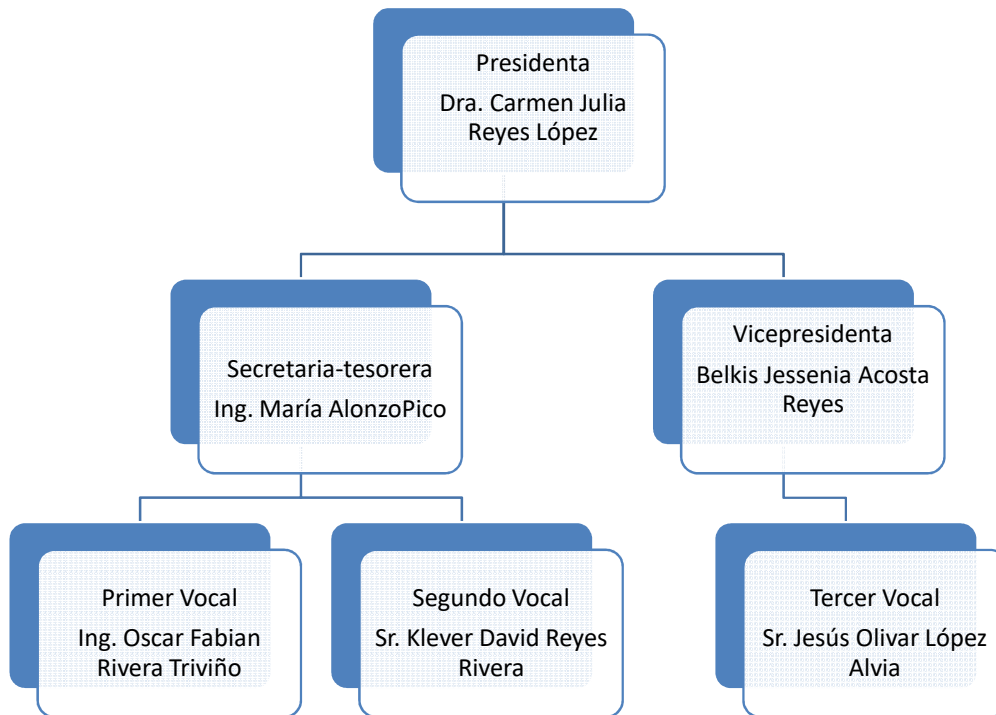 Presidenta
Dra. Carmen Julia
Reyes López
Secretaria-tesorera
Ing. María AlonzoPico
Vicepresidenta
Belkis Jessenia Acosta
Reyes
Primer Vocal
Ing. Oscar Fabian
Rivera Triviño
Segundo Vocal
Sr. Klever David Reyes
Rivera
Tercer Vocal
Sr. Jesús Olivar López
Alvia